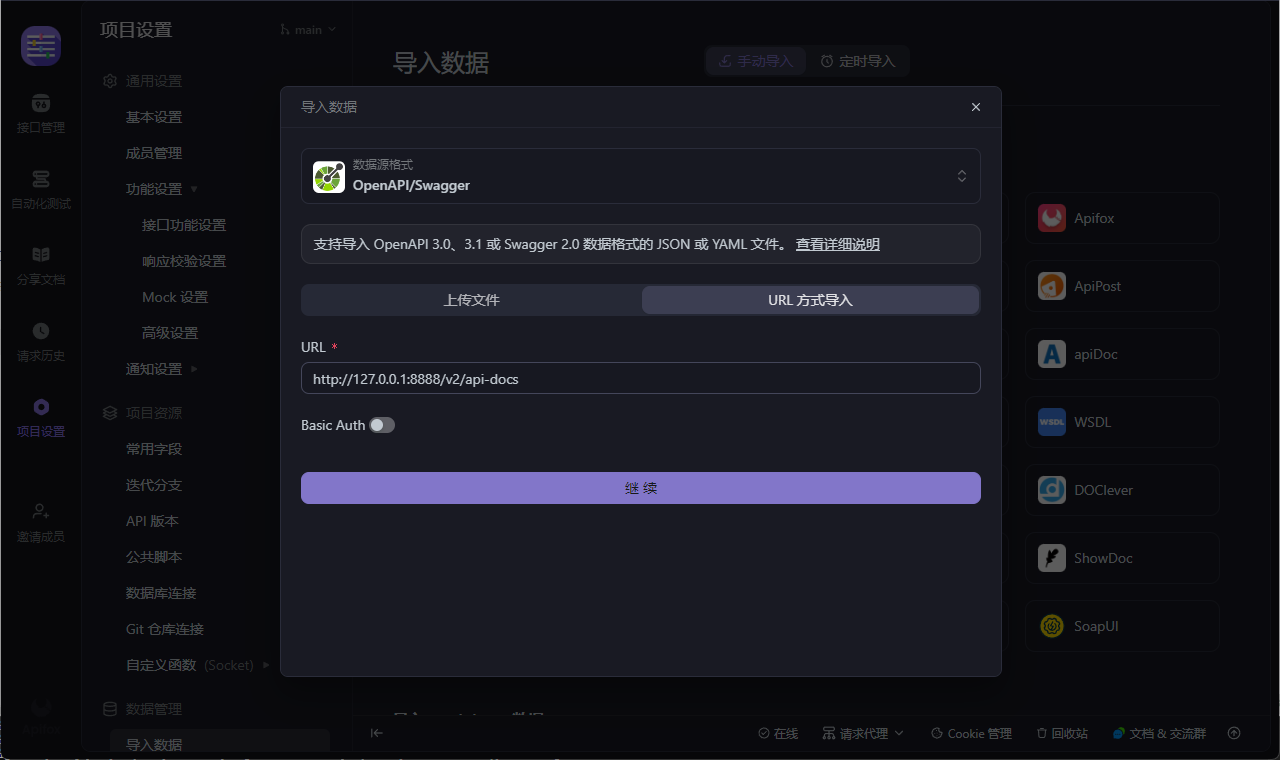 项目设置
main
接口管理
自动化测试
分享文档
请求历史
项目设置
邀请成员
通用设置
基本设置
成员管理
功能设置
接口功能设置
响应校验设置
Mock 设置
高级设置
通知设置
项目资源
常用字段
迭代分支
API 版本
公共脚本
数据库连接
Git 仓库连接
自定义函数 (Socket)
数据管理
导入数据
导入数据
手动导入
定时导入
导入数据
数据源格式
OpenAPI/Swagger
支持导入 OpenAPI 3.0、3.1 或 Swagger 2.0 数据格式的 JSON 或 YAML 文件。 查看详细说明
上传文件
URL 方式导入
URL *
http://127.0.0.1:8888/v2/api-docs
Basic Auth
继 续
Apifox
ApiPost
apiDoc
WSDL
WSDL
DOClever
ShowDoc
SoapUI
在线
请求代理
Cookie 管理
回收站
文档 & 交流群